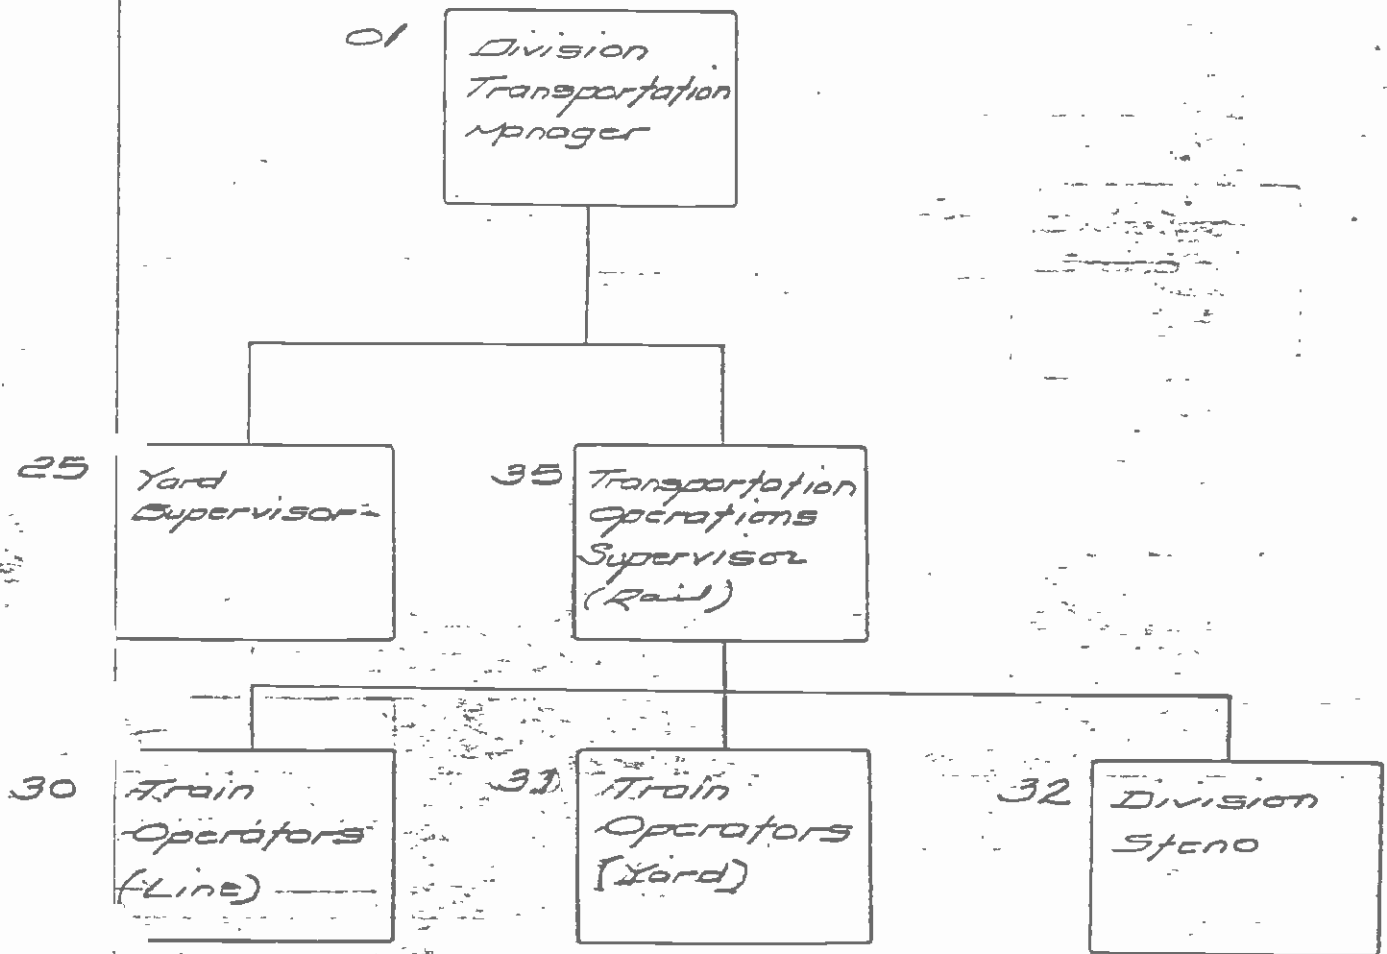 01
Division
Transportation
Manager
25
Yard
Supervisor
35
Transportation
Operations
Supervisor
(Rail)
30
Train
Operators
(Line)
31
Train
Operators
(Yard)
32
Division
Steno